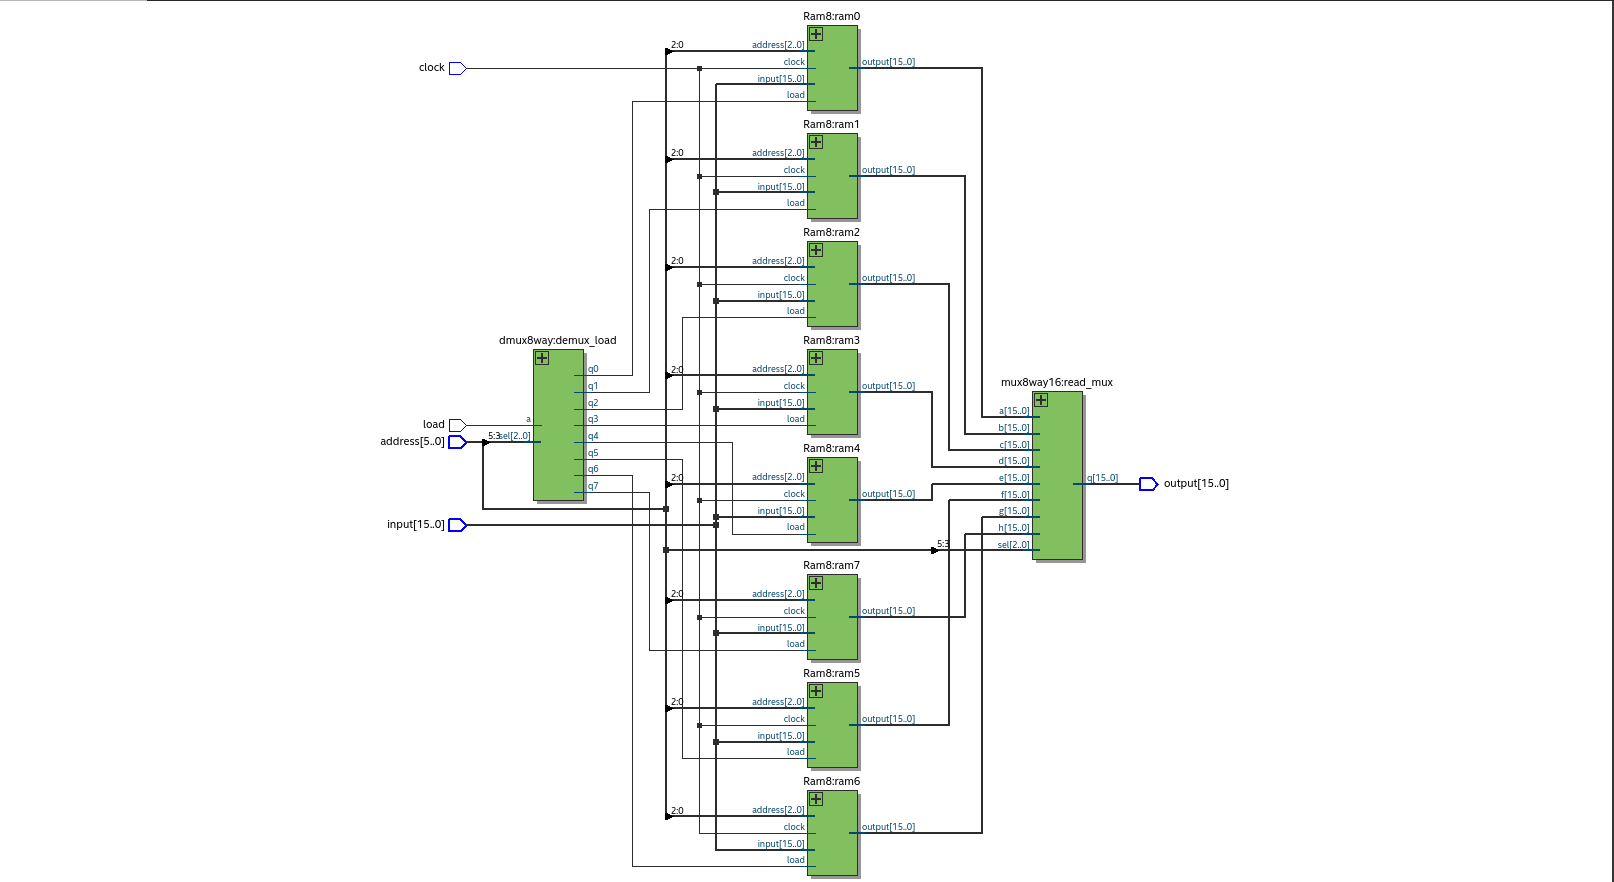 Ram8:ram0
2:0 address[2..0]
clock clock output[15..0]
input[15..0]
load
Ram8:ram1
2:0 address[2..0]
clock output[15..0]
input[15..0]
load
Ram8:ram2
2:0 address[2..0]
clock output[15..0]
input[15..0]
load
dmux8way:demux_load
q0
q1
q2
q3
q4
q5
q6
q7
load a
address[5..0] 5:3 sel[2..0]
input[15..0]
Ram8:ram3
2:0 address[2..0]
clock output[15..0]
input[15..0]
load
Ram8:ram4
2:0 address[2..0]
clock output[15..0]
input[15..0]
load
mux8way16:read_mux
a[15..0]
b[15..0]
c[15..0]
d[15..0]
e[15..0] q[15..0] output[15..0]
f[15..0]
g[15..0]
h[15..0]
5:3 sel[2..0]
Ram8:ram7
2:0 address[2..0]
clock output[15..0]
input[15..0]
load
Ram8:ram5
2:0 address[2..0]
clock output[15..0]
input[15..0]
load
Ram8:ram6
2:0 address[2..0]
clock output[15..0]
input[15..0]
load